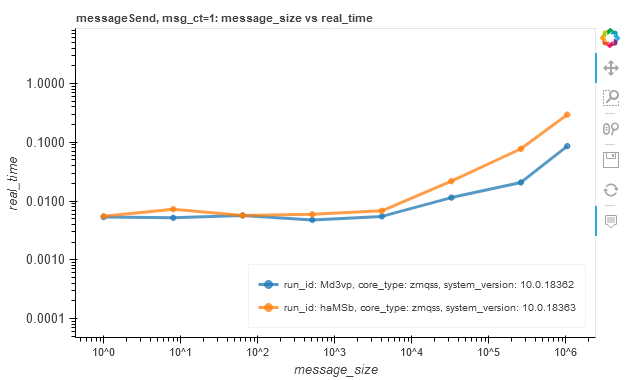 messageSend, msg_ct=1: message_size vs real_time
real_time
1.0000
0.1000
0.0100
0.0010
0.0001
run_id: Md3vp, core_type: zmqss, system_version: 10.0.18362
run_id: haMSb, core_type: zmqss, system_version: 10.0.18363
10^0 10^1 10^2 10^3 10^4 10^5 10^6
message_size